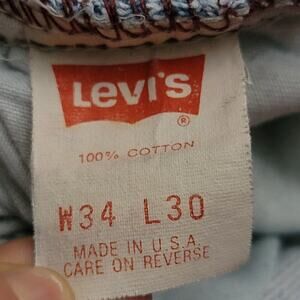 Levi's
®
100% COTTON
W34 L30
MADE IN U.S.A.
CARE ON REVERSE